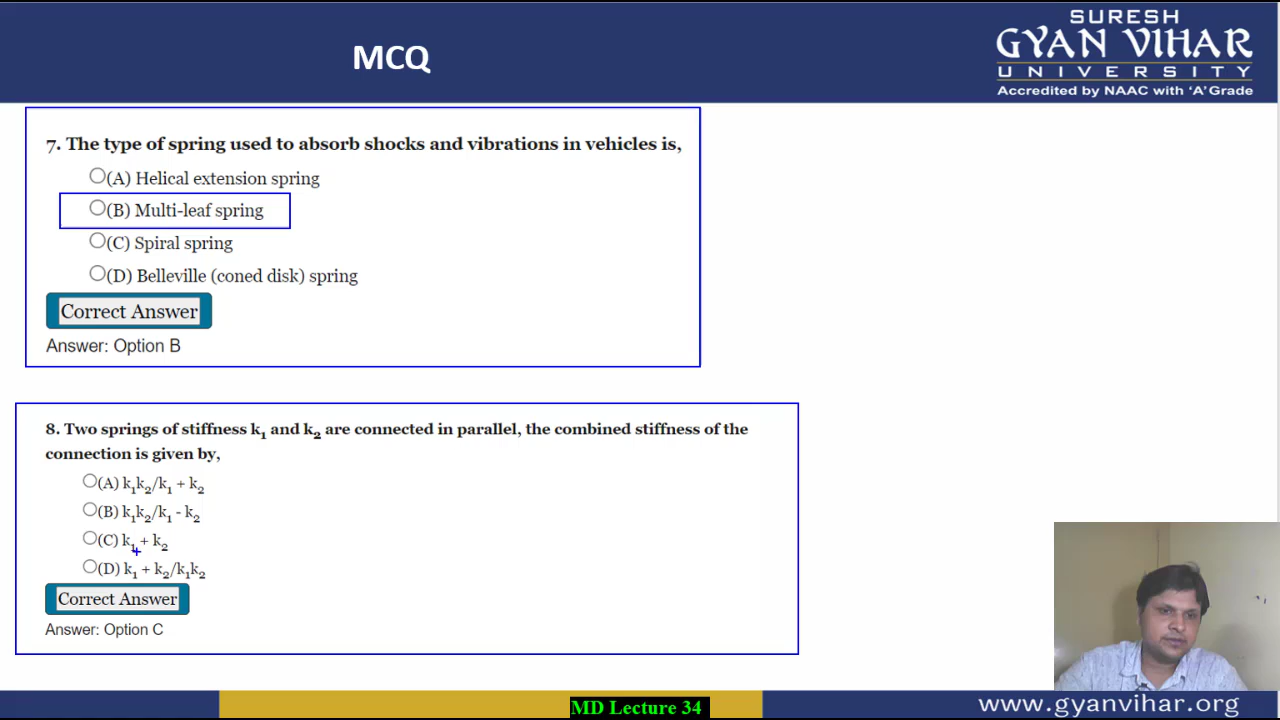 MCQ
SURESH
GYAN VIHAR
UNIVERSITY
Accredited by NAAC with ‘A’ Grade
7. The type of spring used to absorb shocks and vibrations in vehicles is,
(A) Helical extension spring
(B) Multi-leaf spring
(C) Spiral spring
(D) Belleville (coned disk) spring
Correct Answer
Answer: Option B
8. Two springs of stiffness k₁ and k₂ are connected in parallel, the combined stiffness of the
connection is given by,
(A) k₁k₂/k₁ + k₂
(B) k₁k₂/k₁ - k₂
(C) k₁ + k₂
(D) k₁ + k₂/k₁k₂
Correct Answer
Answer: Option C
MD Lecture 34
www.gyanvihar.org